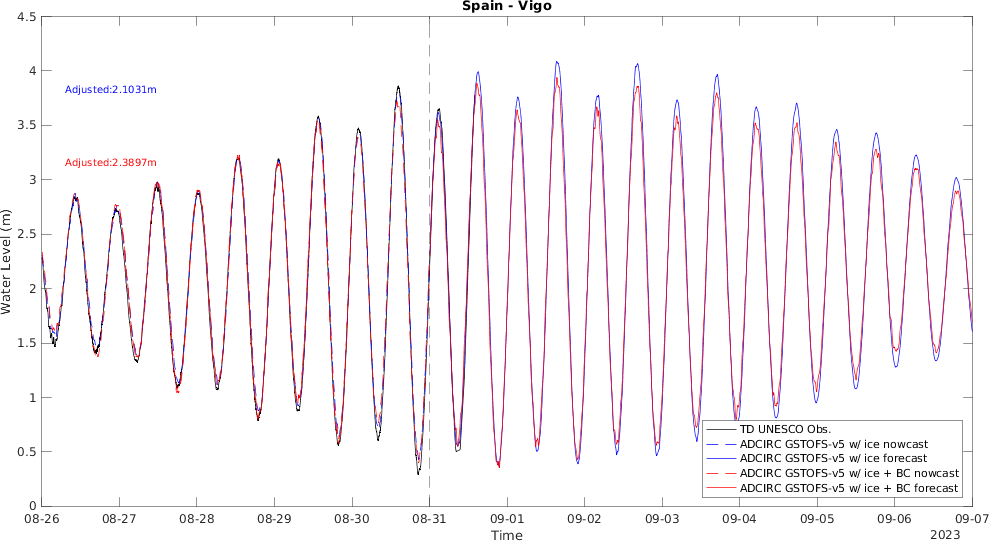 Spain - Vigo
4.5
4
3.5
3
2.5
2
1.5
1
0.5
0
Water Level (m)
Adjusted:2.1031m
Adjusted:2.3897m
TD UNESCO Obs.
ADCIRC GSTOFS-v5 w/ ice nowcast
ADCIRC GSTOFS-v5 w/ ice forecast
ADCIRC GSTOFS-v5 w/ ice + BC nowcast
ADCIRC GSTOFS-v5 w/ ice + BC forecast
08-26 08-27 08-28 08-29 08-30 08-31 09-01 09-02 09-03 09-04 09-05 09-06 09-07
Time
2023